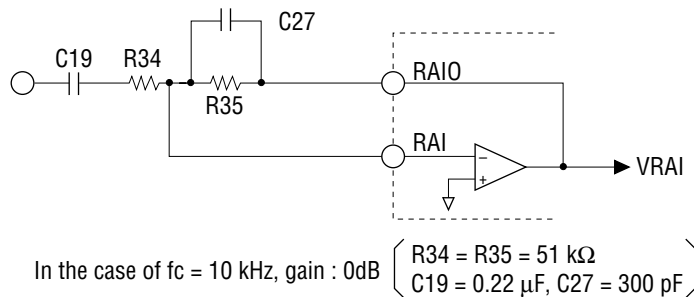 C27
C19
R34
R35
RAIO
RAI
−
+
VRAI
In the case of fc = 10 kHz, gain : 0dB
R34 = R35 = 51 kΩ
C19 = 0.22 μF, C27 = 300 pF